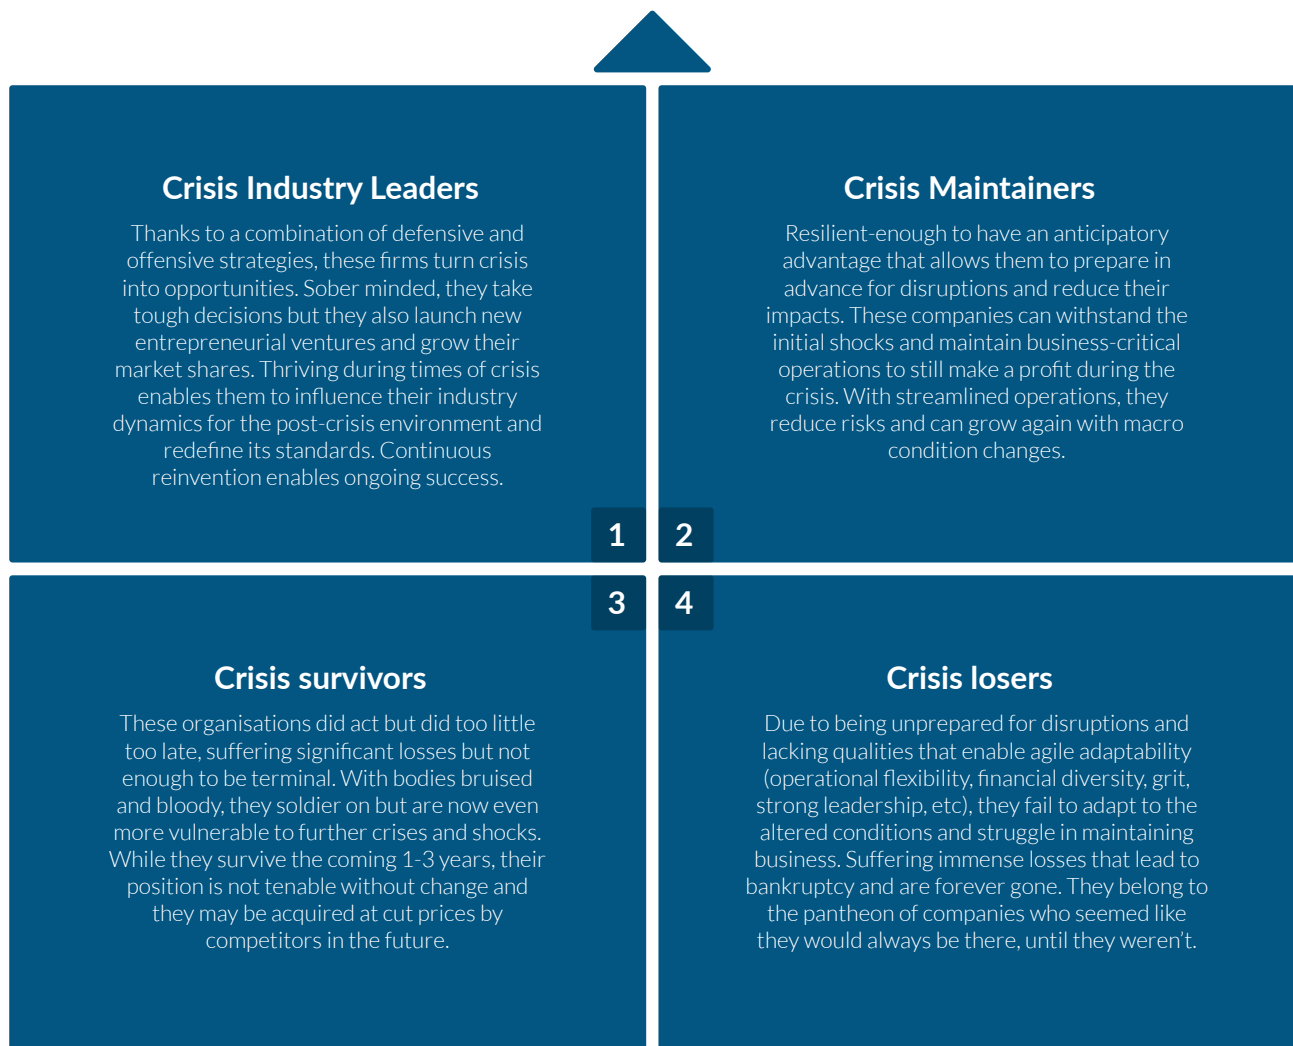 Crisis Industry Leaders
Thanks to a combination of defensive and
offensive strategies, these firms turn crisis
into opportunities. Sober minded, they take
tough decisions but they also launch new
entrepreneurial ventures and grow their
market shares. Thriving during times of crisis
enables them to influence their industry
dynamics for the post-crisis environment and
redefine its standards. Continuous
reinvention enables ongoing success.
1
Crisis Maintainers
Resilient-enough to have an anticipatory
advantage that allows them to prepare in
advance for disruptions and reduce their
impacts. These companies can withstand the
initial shocks and maintain business-critical
operations to still make a profit during the
crisis. With streamlined operations, they
reduce risks and can grow again with macro
condition changes.
2
3
Crisis survivors
These organisations did act but did too little
too late, suffering significant losses but not
enough to be terminal. With bodies bruised
and bloody, they soldier on but are now even
more vulnerable to further crises and shocks.
While they survive the coming 1-3 years, their
position is not tenable without change and
they may be acquired at cut prices by
competitors in the future.
4
Crisis losers
Due to being unprepared for disruptions and
lacking qualities that enable agile adaptability
(operational flexibility, financial diversity, grit,
strong leadership, etc), they fail to adapt to the
altered conditions and struggle in maintaining
business. Suffering immense losses that lead to
bankruptcy and are forever gone. They belong to
the pantheon of companies who seemed like
they would always be there, until they weren't.